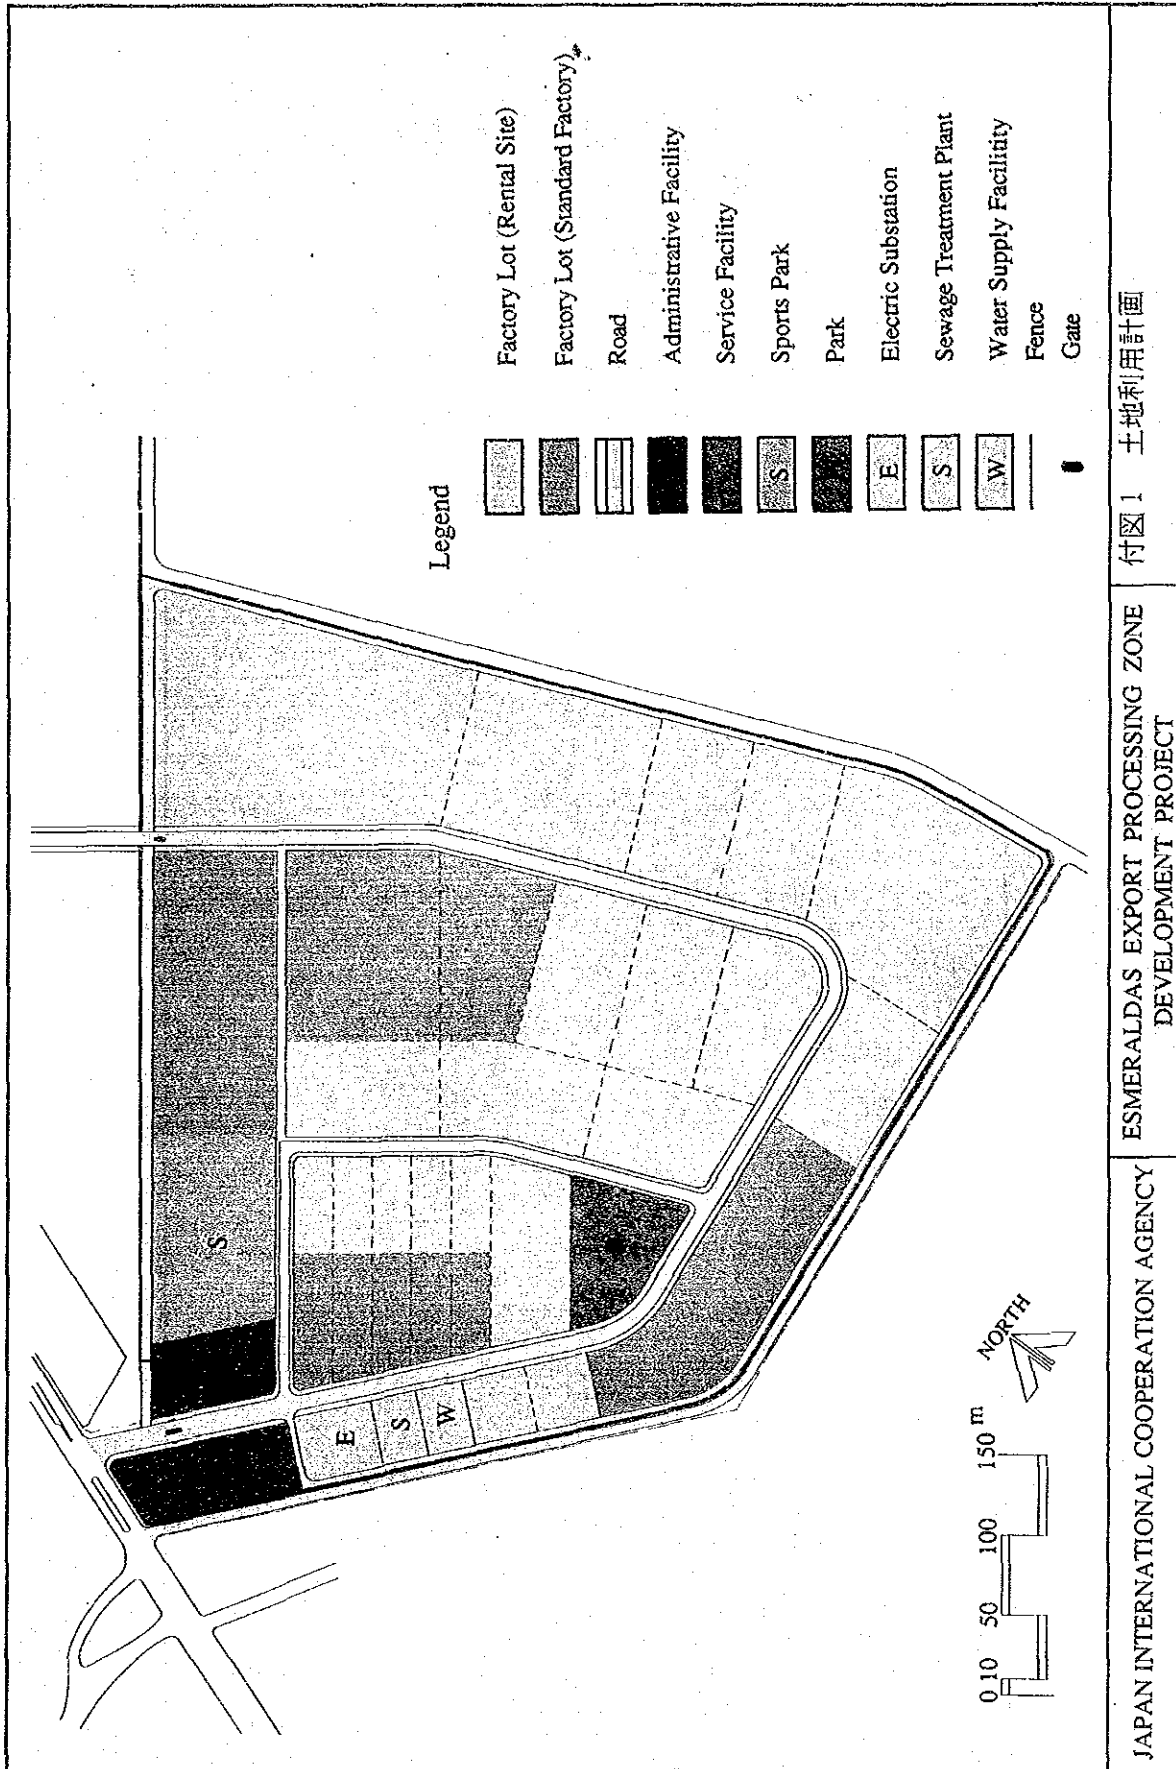 S
E
S
W
NORTH
0 10 50 100 150 m
Legend
Factory Lot (Rental Site)
Factory Lot (Standard Factory)
Road
Administrative Facility
Service Facility
S Sports Park
Park
E Electric Substation
S Sewage Treatment Plant
W Water Supply Facilitity
Fence
Gate
JAPAN INTERNATIONAL COOPERATION AGENCY
ESMERALDAS EXPORT PROCESSING ZONE
DEVELOPMENT PROJECT
付図 1 土地利用計画